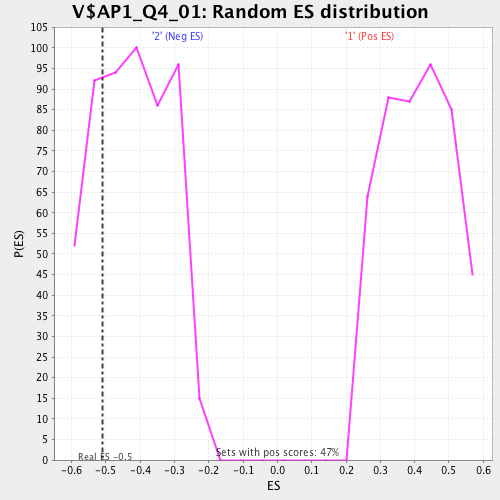 V$AP1_Q4_01: Random ES distribution
'2' (Neg ES)
'1' (Pos ES)
105
100
95
90
85
80
75
70
65
60
55
50
45
40
35
30
25
20
15
10
5
0
P(ES)
Real ES -0.5
Sets with pos scores: 47%
-0.6 -0.5 -0.4 -0.3 -0.2 -0.1 0.0 0.1 0.2 0.3 0.4 0.5 0.6
ES